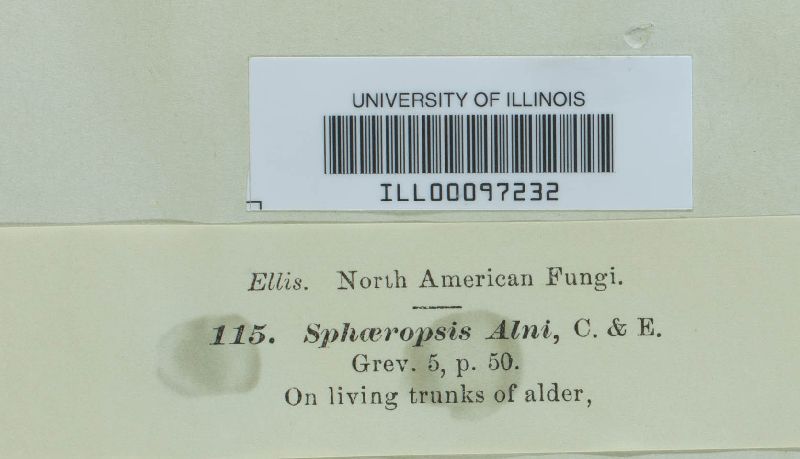 UNIVERSITY OF ILLINOIS
ILL00097232
Ellis. North American Fungi.
115. Sphæropsis Alni, C. & E.
Grev. 5, p. 50.
On living trunks of alder,